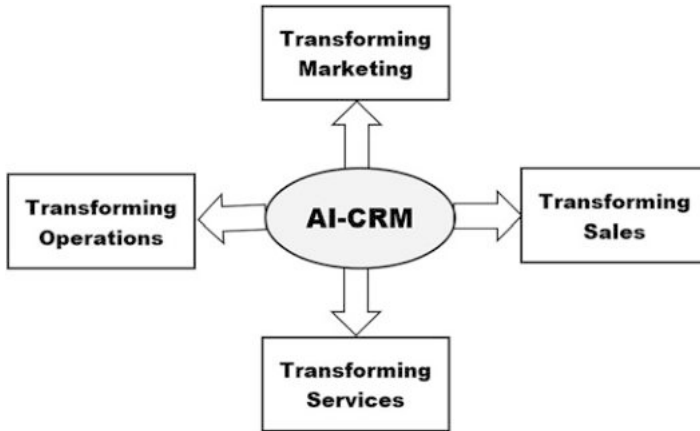 Transforming
Marketing
Transforming
Operations
AI-CRM
Transforming
Sales
Transforming
Services